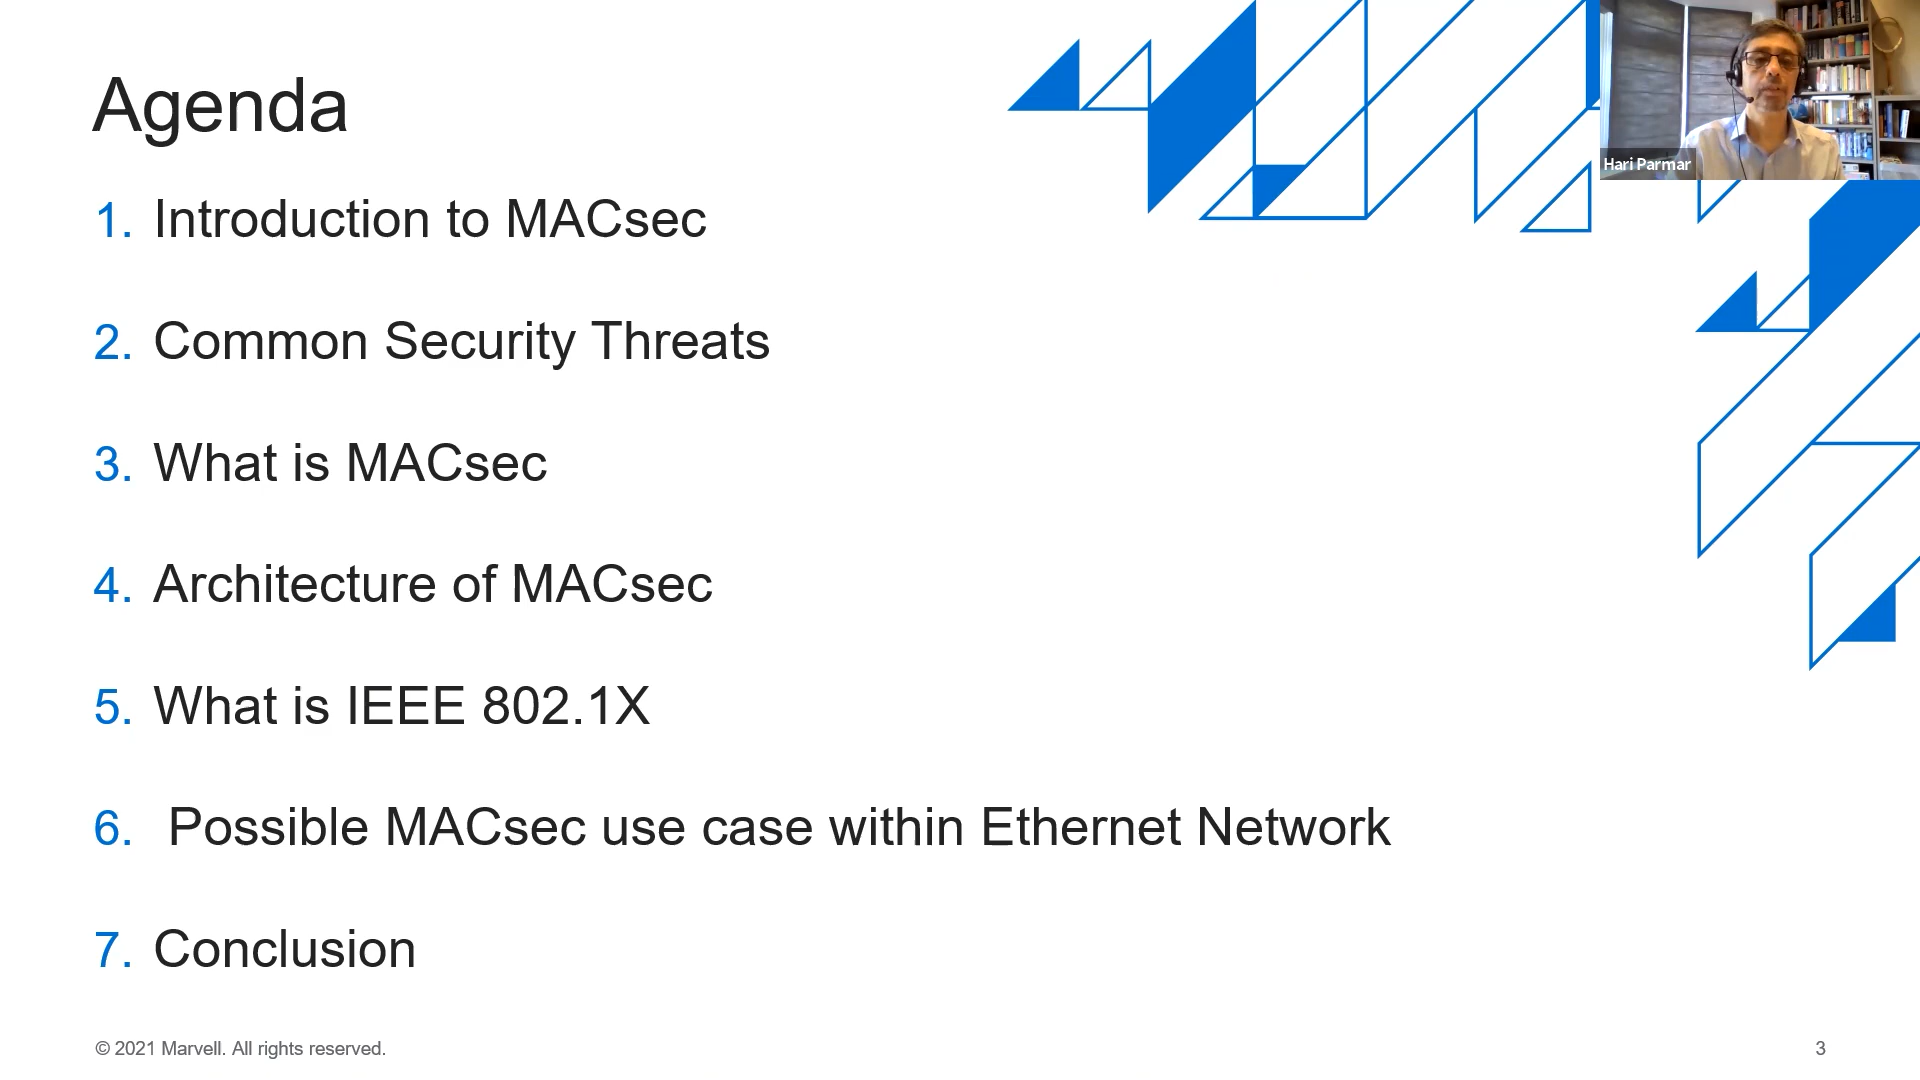 Agenda
1. Introduction to MACsec
2. Common Security Threats
3. What is MACsec
4. Architecture of MACsec
5. What is IEEE 802.1X
6. Possible MACsec use case within Ethernet Network
7. Conclusion
Hari Parmar
© 2021 Marvell. All rights reserved.
3